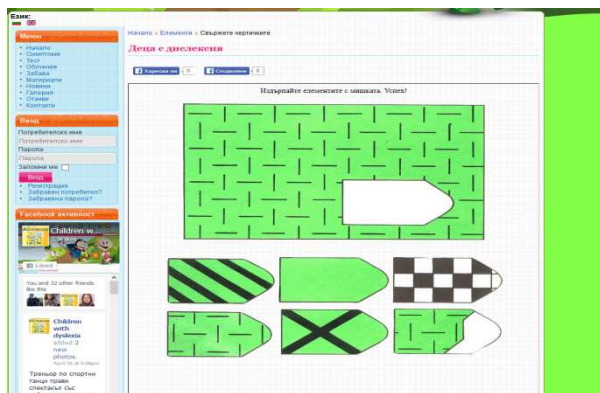 Език:
Меню
Начало
Симптоми
Тест
Обучение
Забава
Материали
Новини
Галерия
Отзиви
Контакти
Вход
Потребителско име
Потребителско име
Парола
Парола
Запомни ме
Вход
Регистрация
Забравен потребител?
Забравена парола?
Facebook активност
Children w...
Liked
You and 32 other friends like this
Children with dyslexia
added 2 new photos.
Треньор по спортни
танци прави
спектакъл със
Начало » Елементи » Свържете чертичките
Деца с дислексия
Харесва ми 0
Споделяне 0
Издърпайте елементите с мишката. Успех!